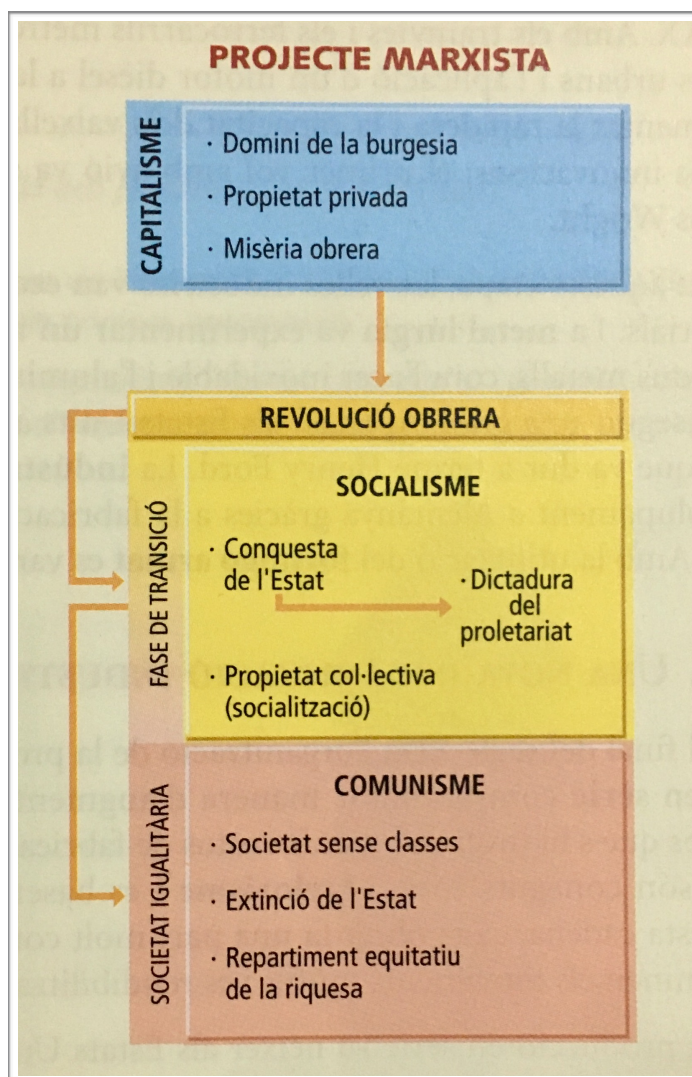 PROJECTE MARXISTA
CAPITALISME
· Domini de la burgesia
· Propietat privada
· Misèria obrera
REVOLUCIÓ OBRERA
FASE DE TRANSICIÓ
SOCIALISME
· Conquesta
de l'Estat
· Dictadura
del
proletariat
· Propietat col·lectiva
(socialització)
SOCIETAT IGUALITÀRIA
COMUNISME
· Societat sense classes
· Extinció de l'Estat
· Repartiment equitatiu
de la riquesa